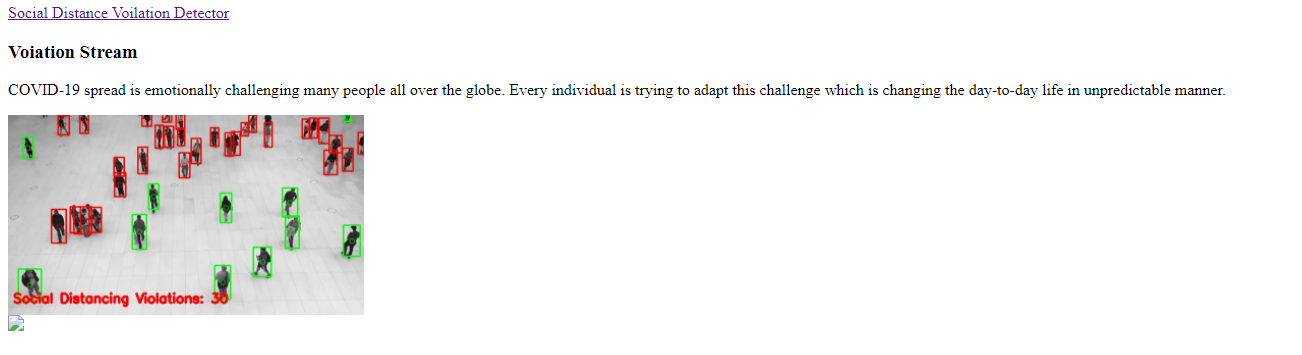 Social Distance Voilation Detector
Voiation Stream
COVID-19 spread is emotionally challenging many people all over the globe. Every individual is trying to adapt this challenge which is changing the day-to-day life in unpredictable manner.
Social Distancing Violations: 30